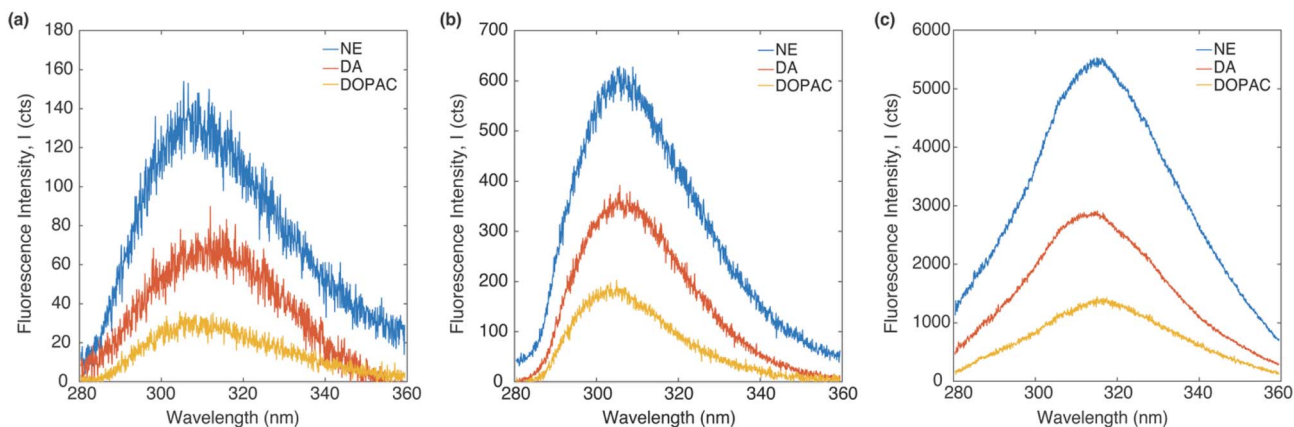 (a)
180
160
140
120
100
80
60
40
20
0
Fluorescence Intensity, I (cts)
NE
DA
DOPAC
280 300 320 340 360
Wavelength (nm)
(b)
700
600
500
400
300
200
100
0
Fluorescence Intensity, I (cts)
NE
DA
DOPAC
280 300 320 340 360
Wavelength (nm)
(c)
6000
5000
4000
3000
2000
1000
0
Fluorescence Intensity, I (cts)
NE
DA
DOPAC
280 300 320 340 360
Wavelength (nm)